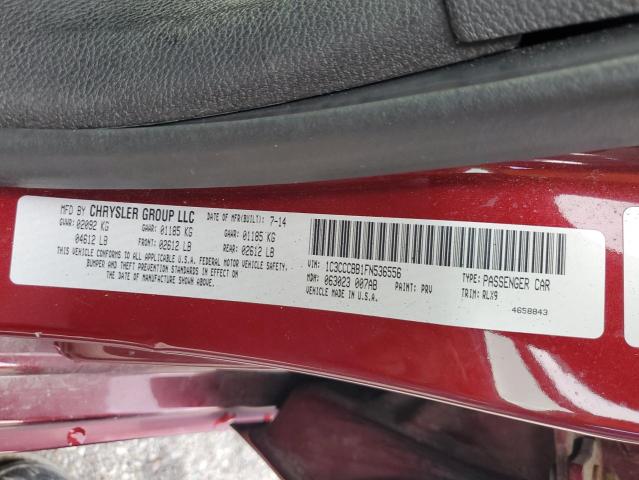 MFD BY CHRYSLER GROUP LLC DATE OF MFR(BUILT): 7-14
GVWR: 02092 KG GAWR: 01185 KG GAWR: 01185 KG
04612 LB FRONT: 02612 LB REAR: 02612 LB
THIS VEHICLE CONFORMS TO ALL APPLICABLE U.S.A. FEDERAL MOTOR VEHICLE SAFETY,
BUMPER AND THEFT PREVENTION STANDARDS IN EFFECT ON
THE DATE OF MANUFACTURE SHOWN ABOVE.
VIN: 1C3CCCBB1FN536556 TYPE: PASSENGER CAR
MDH: 063023 007AB PAINT: PRV TRIM: RLX9
VEHICLE MADE IN U.S.A.
4658843